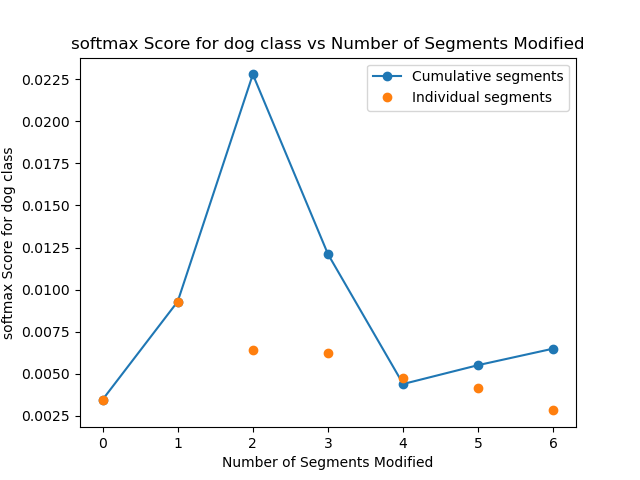 softmax Score for dog class vs Number of Segments Modified
Cumulative segments
Individual segments
softmax Score for dog class
0.0225
0.0200
0.0175
0.0150
0.0125
0.0100
0.0075
0.0050
0.0025
0 1 2 3 4 5 6
Number of Segments Modified